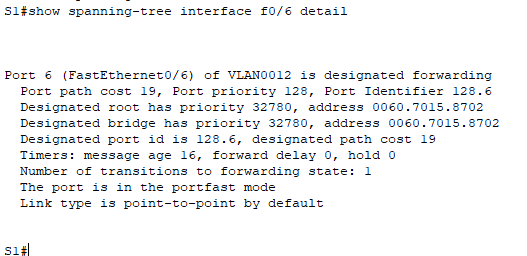 S1#show spanning-tree interface f0/6 detail
Port 6 (FastEthernet0/6) of VLAN0012 is designated forwarding
Port path cost 19, Port priority 128, Port Identifier 128.6
Designated root has priority 32780, address 0060.7015.8702
Designated bridge has priority 32780, address 0060.7015.8702
Designated port id is 128.6, designated path cost 19
Timers: message age 16, forward delay 0, hold 0
Number of transitions to forwarding state: 1
The port is in the portfast mode
Link type is point-to-point by default
S1#